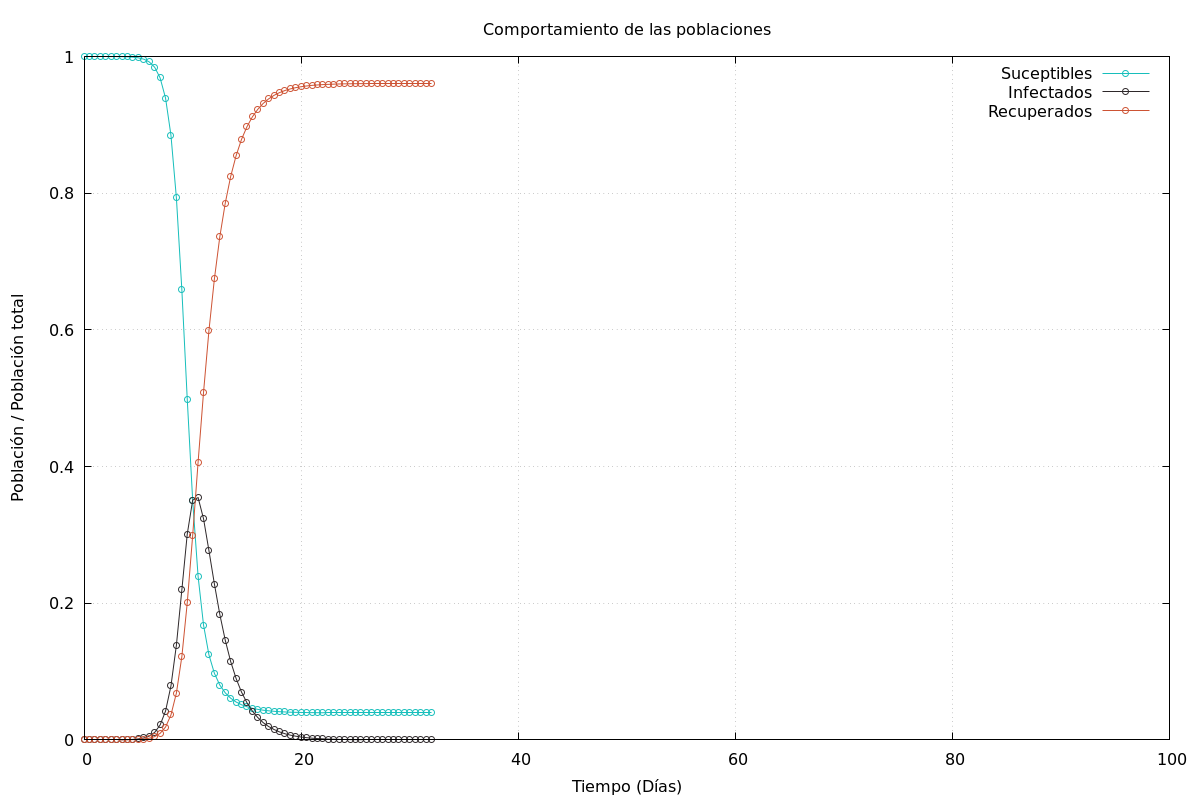 Comportamiento de las poblaciones
Suceptibles
Infectados
Recuperados
Población / Población total
1
0.8
0.6
0.4
0.2
0
0 20 40 60 80 100
Tiempo (Días)